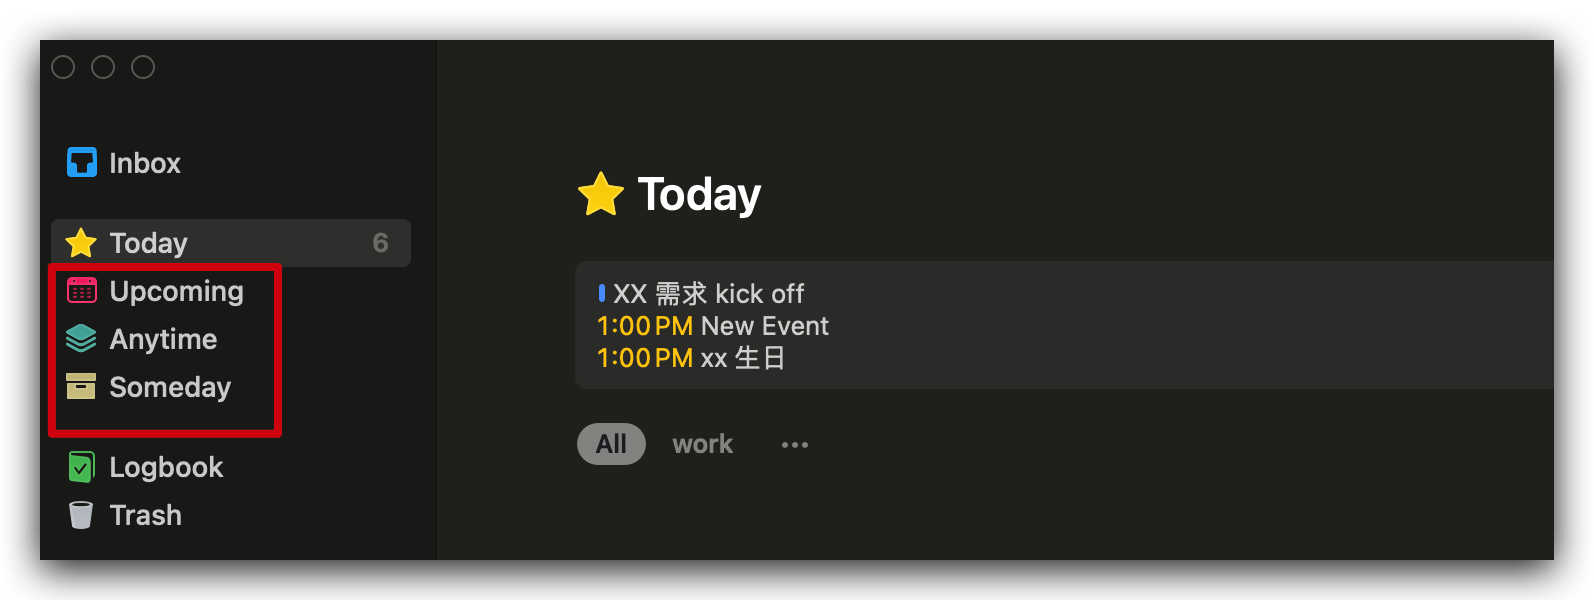 Inbox
Today 6
Upcoming
Anytime
Someday
Logbook
Trash
Today
XX 需求 kick off
1:00 PM New Event
1:00 PM xx 生日
All work ...